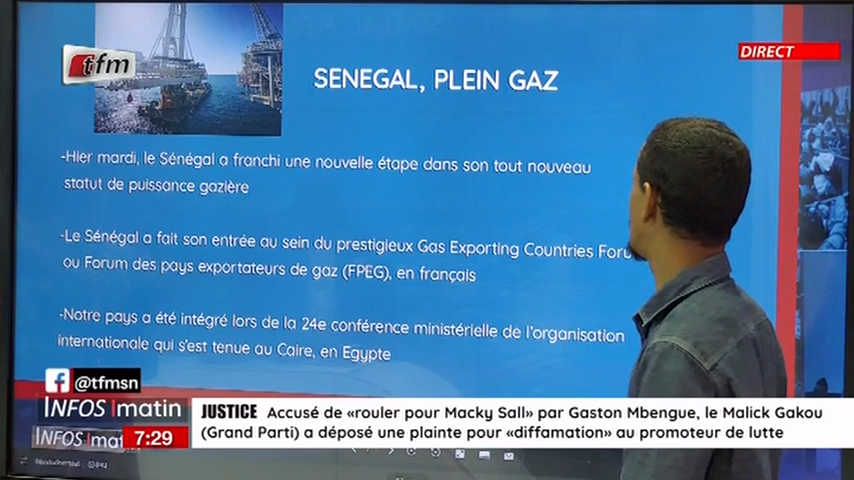 tfm
DIRECT
SENEGAL, PLEIN GAZ
-Hier mardi, le Sénégal a franchi une nouvelle étape dans son tout nouveau
statut de puissance gazière
-Le Sénégal a fait son entrée au sein du prestigieux Gas Exporting Countries
ou Forum des pays exportateurs de gaz (FPEG), en français
-Notre pays a été intégré lors de la 24e conférence ministérielle de l'organisation
internationale qui s'est tenue au Caire, en Egypte
@tfmsn
INFOS matin
INFOS
7:29
JUSTICE Accusé de «rouler pour Macky Sall» par Gaston Mbengue, le Malick Gakou
(Grand Parti) a déposé une plainte pour «diffamation» au promoteur de lutte